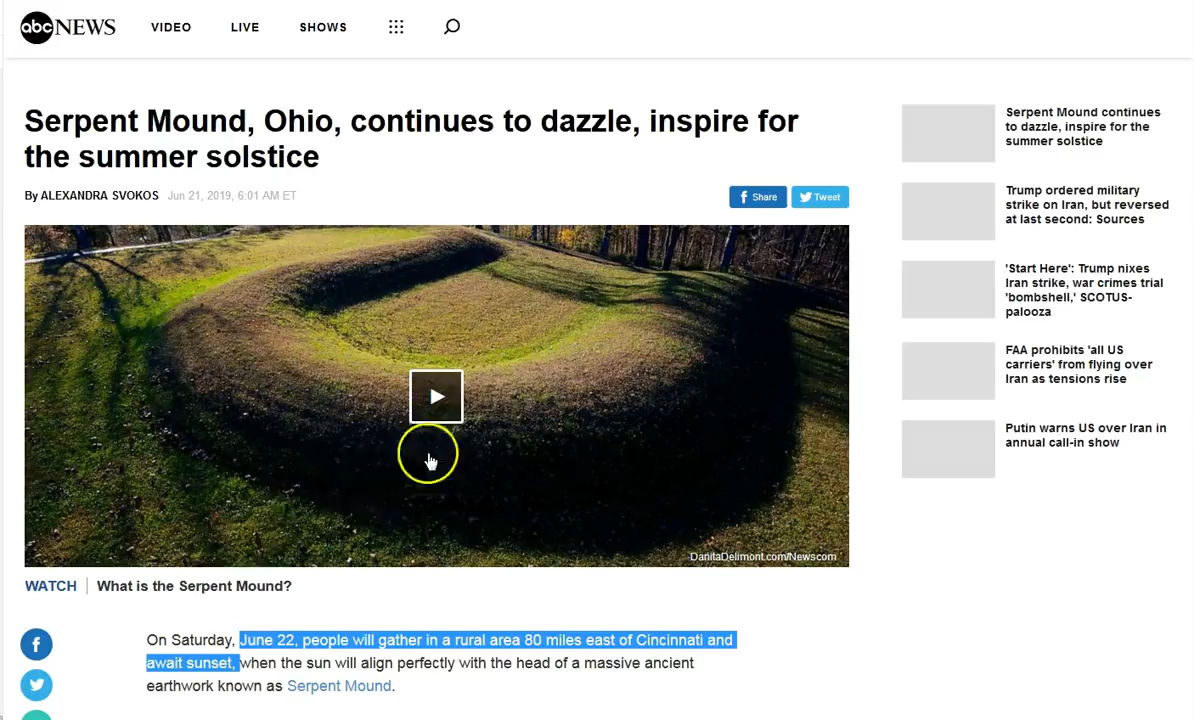 abc NEWS VIDEO LIVE SHOWS
Serpent Mound, Ohio, continues to dazzle, inspire for
the summer solstice
By ALEXANDRA SVOKOS Jun 21, 2019, 6:01 AM ET
Share Tweet
DanitaDelimont.com/Newscom
WATCH What is the Serpent Mound?
On Saturday, June 22, people will gather in a rural area 80 miles east of Cincinnati and
await sunset, when the sun will align perfectly with the head of a massive ancient
earthwork known as Serpent Mound.
Serpent Mound continues
to dazzle, inspire for the
summer solstice
Trump ordered military
strike on Iran, but reversed
at last second: Sources
'Start Here': Trump nixes
Iran strike, war crimes trial
'bombshell,' SCOTUS-
palooza
FAA prohibits 'all US
carriers' from flying over
Iran as tensions rise
Putin warns US over Iran in
annual call-in show